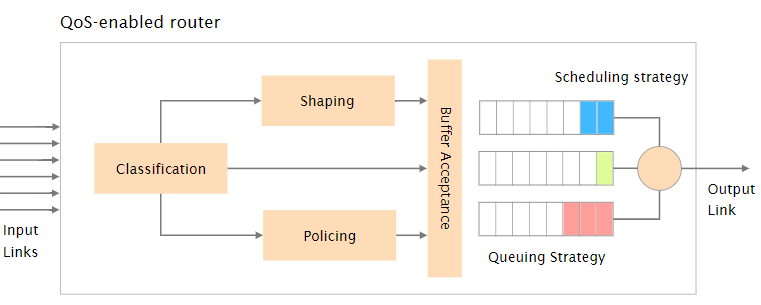 QoS-enabled router
Scheduling strategy
Shaping
Buffer Acceptance
Classification
Output
Link
Input
Links
Policing
Queuing Strategy